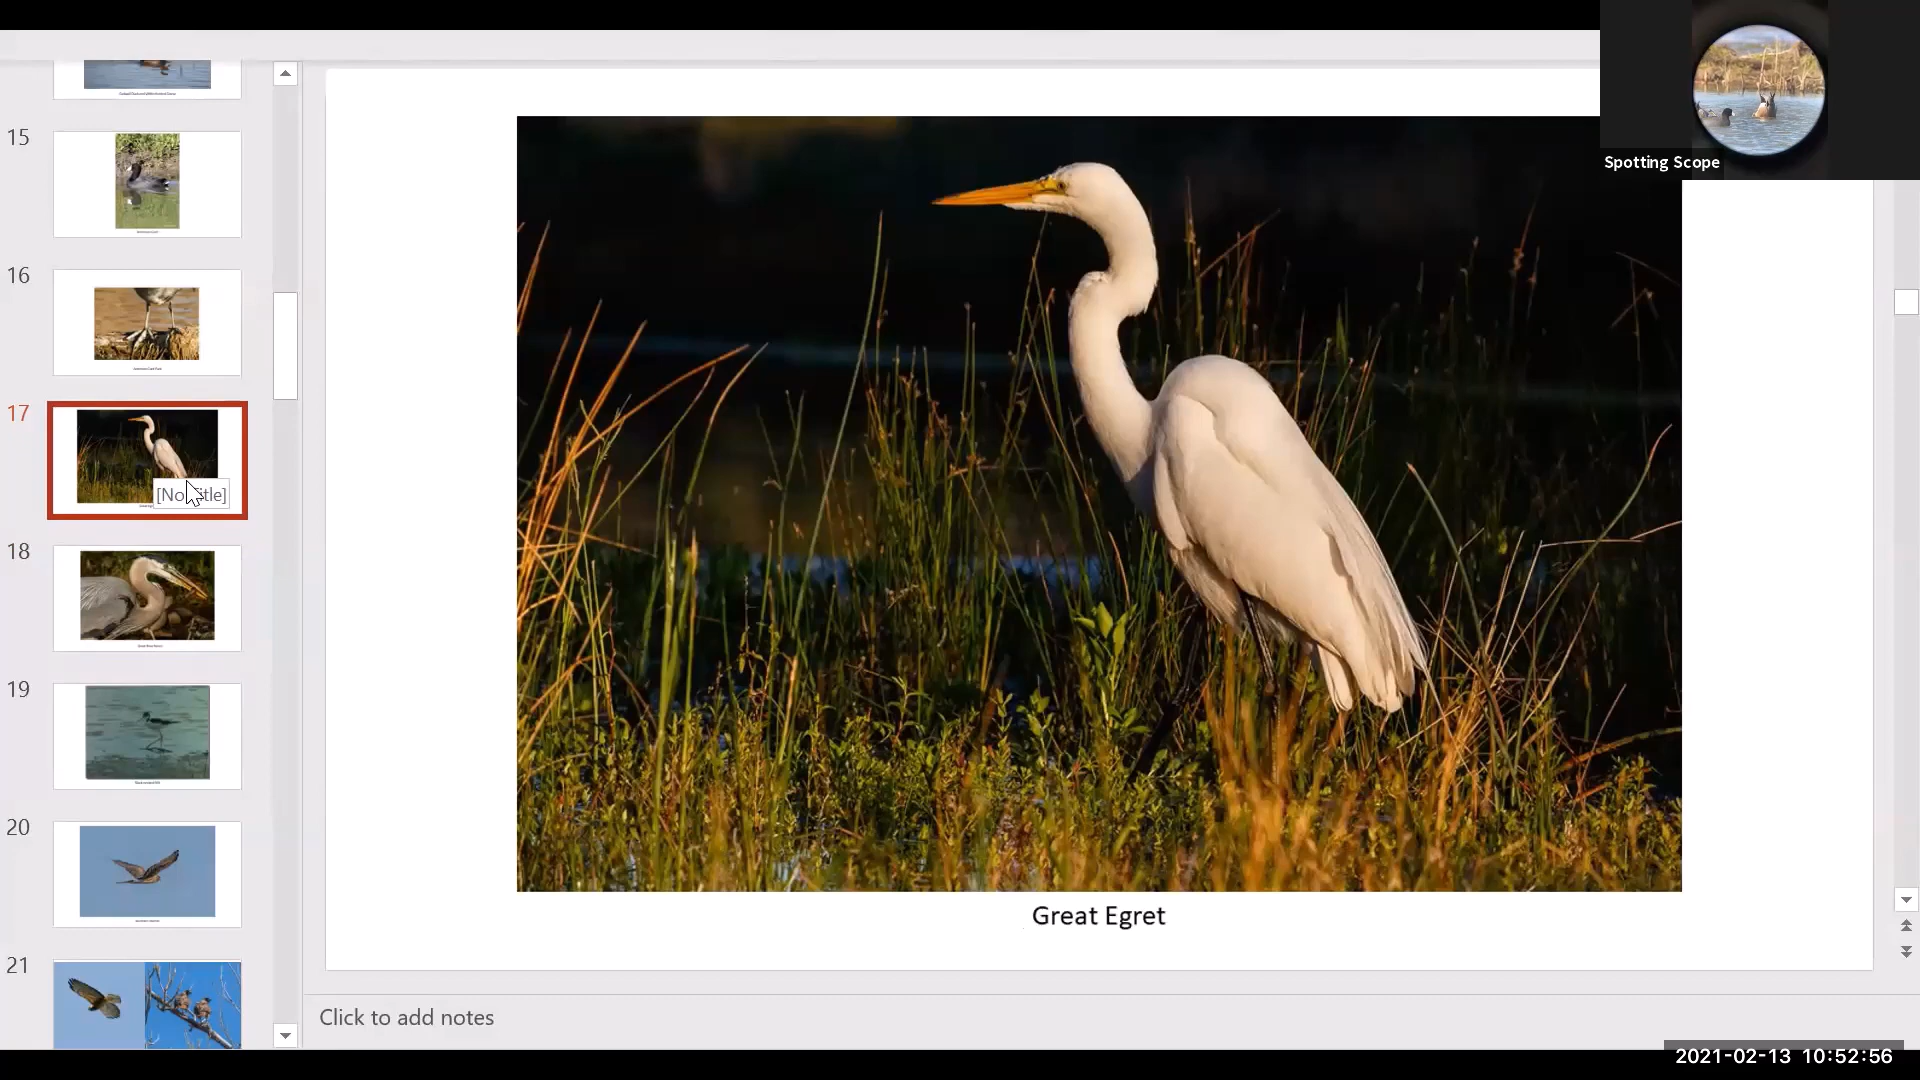 Spotting Scope
15
16
17
[No Title]
18
19
20
21
Great Egret
Click to add notes
2021-02-13 10:52:56